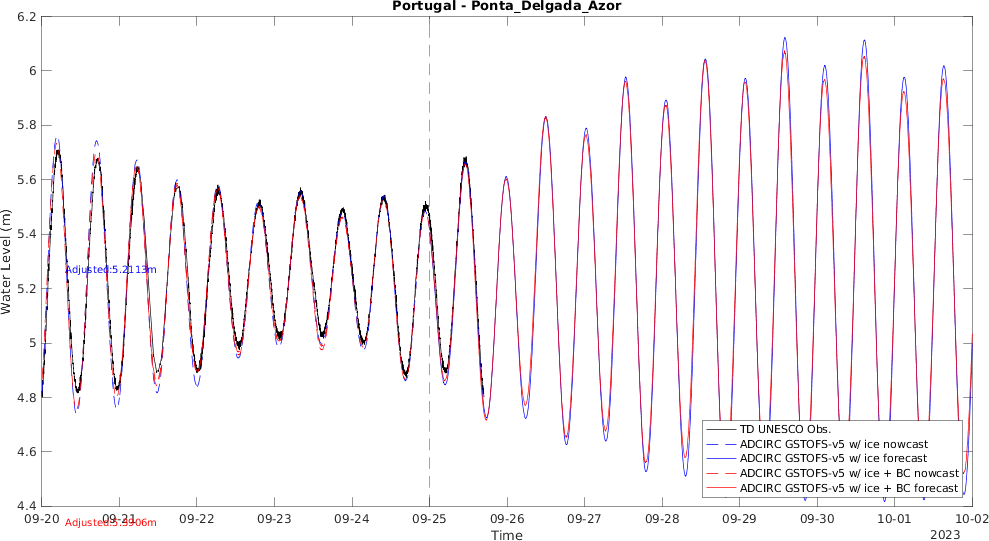 Portugal - Ponta_Delgada_Azor
6.2
6
5.8
5.6
5.4
5.2
5
4.8
4.6
4.4
Water Level (m)
Adjusted:5.2113m
TD UNESCO Obs.
ADCIRC GSTOFS-v5 w/ ice nowcast
ADCIRC GSTOFS-v5 w/ ice forecast
ADCIRC GSTOFS-v5 w/ ice + BC nowcast
ADCIRC GSTOFS-v5 w/ ice + BC forecast
09-20 09-21 09-22 09-23 09-24 09-25 09-26 09-27 09-28 09-29 09-30 10-01 10-02
Time
2023